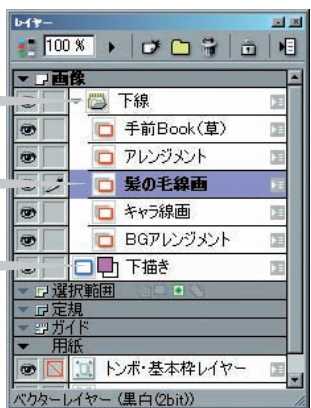 レイヤー
100 %
画像
下線
手前Book(草)
アレンジメント
髪の毛線画
キャラ線画
BGアレンジメント
下描き
選択範囲
定規
ガイド
用紙
トンボ・基本枠レイヤー
ベクターレイヤー (黒白(2bit))